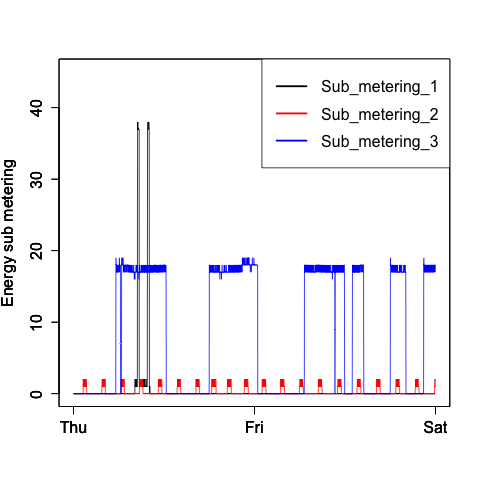 Sub_metering_1
Sub_metering_2
Sub_metering_3
Energy sub metering
40
30
20
10
0
Thu Fri Sat